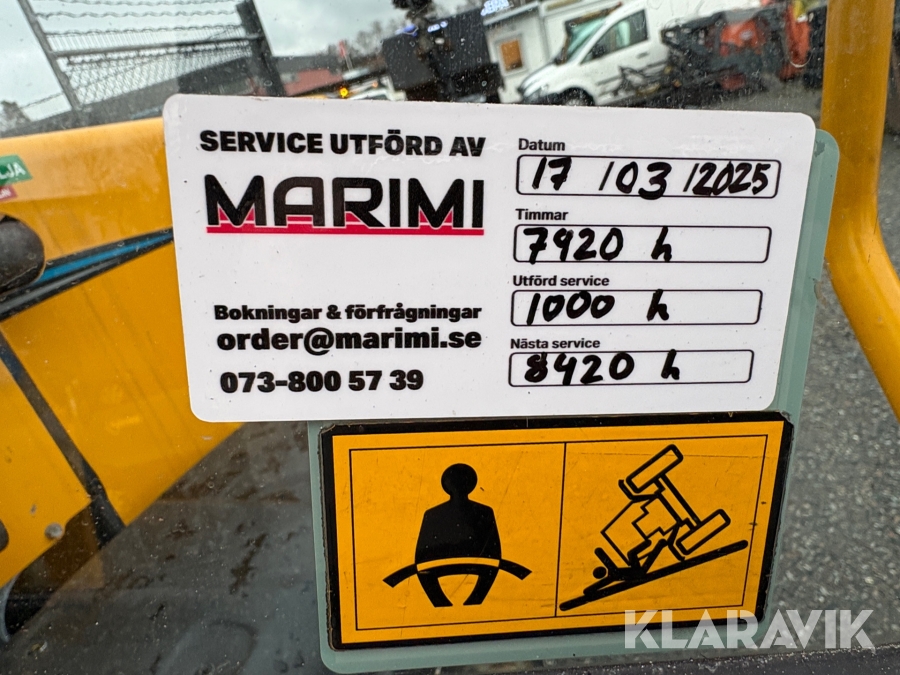 SERVICE UTFÖRD AV
MARIMI
Bokningar & förfrågningar
order@marimi.se
073-800 57 39
Datum
17 /03 /2025
Timmar
7920 h
Utförd service
1000 h
Nästa service
8420 h
KLARAVIK